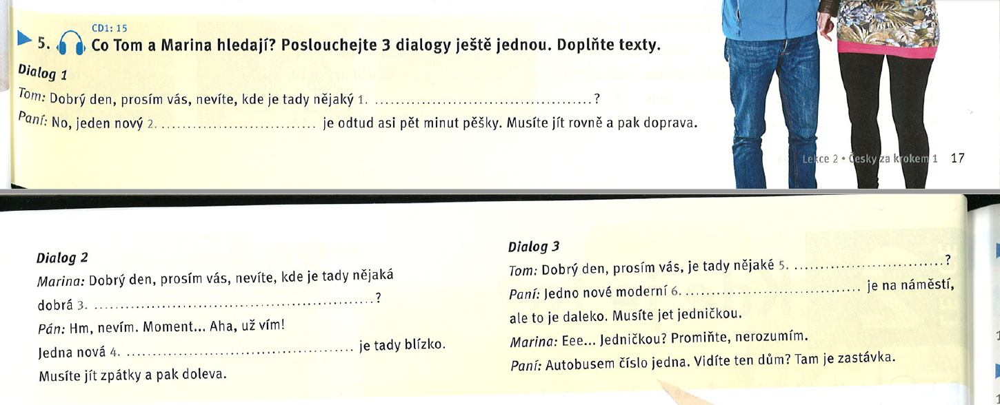 CD1: 15
5. Co Tom a Marina hledají? Poslouchejte 3 dialogy ještě jednou. Doplňte texty.
Dialog 1
Tom: Dobrý den, prosím vás, nevíte, kde je tady nějaký 1. ..........................................?
Paní: No, jeden nový 2. .............................. je odtud asi pět minut pěšky. Musíte jít rovně a pak doprava.
Lekce 2 • Česky za krokem 1 17
Dialog 2
Marina: Dobrý den, prosím vás, nevíte, kde je tady nějaká
dobrá 3. ......................................................?
Pán: Hm, nevím. Moment... Aha, už vím!
Jedna nová 4. ............................................ je tady blízko.
Musíte jít zpátky a pak doleva.
Dialog 3
Tom: Dobrý den, prosím vás, je tady nějaké 5. .............................?
Paní: Jedno nové moderní 6. .................................. je na náměstí,
ale to je daleko. Musíte jet jedničkou.
Marina: Eee... Jedničkou? Promiňte, nerozumím.
Paní: Autobusem číslo jedna. Vidíte ten dům? Tam je zastávka.